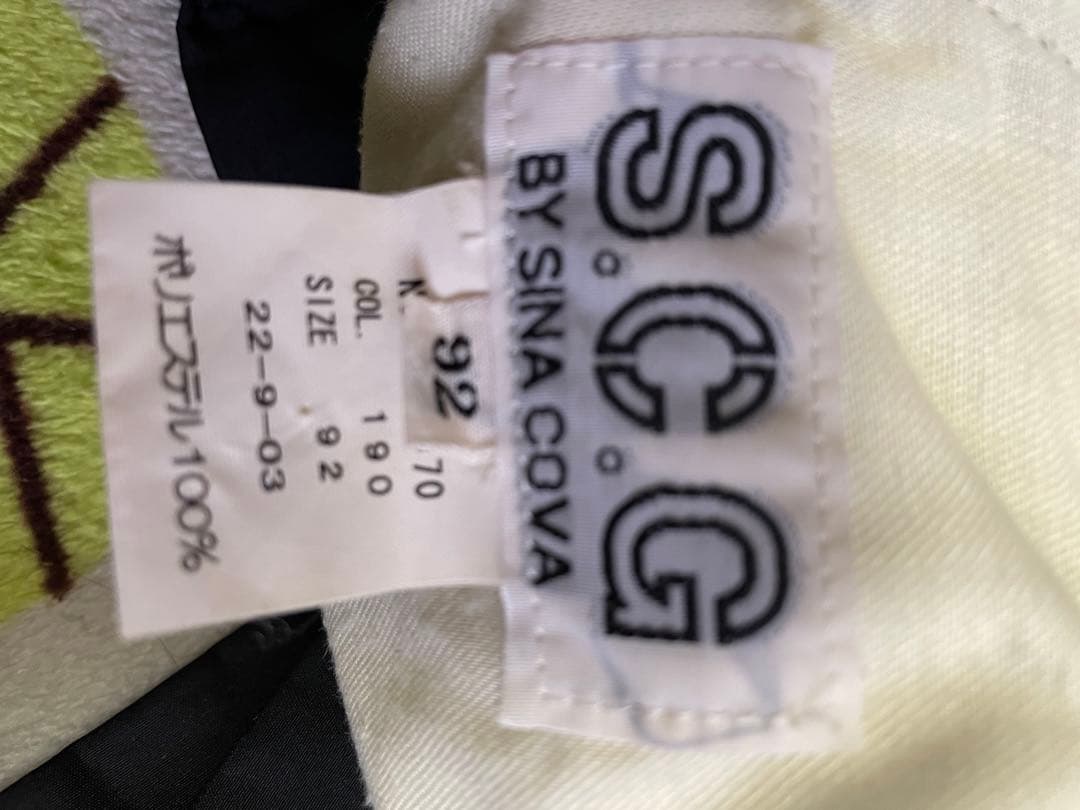 S.C.G
BY SINA COVA
92
70
COL. 190
SIZE 92
22-9-03
ポリエステル100%